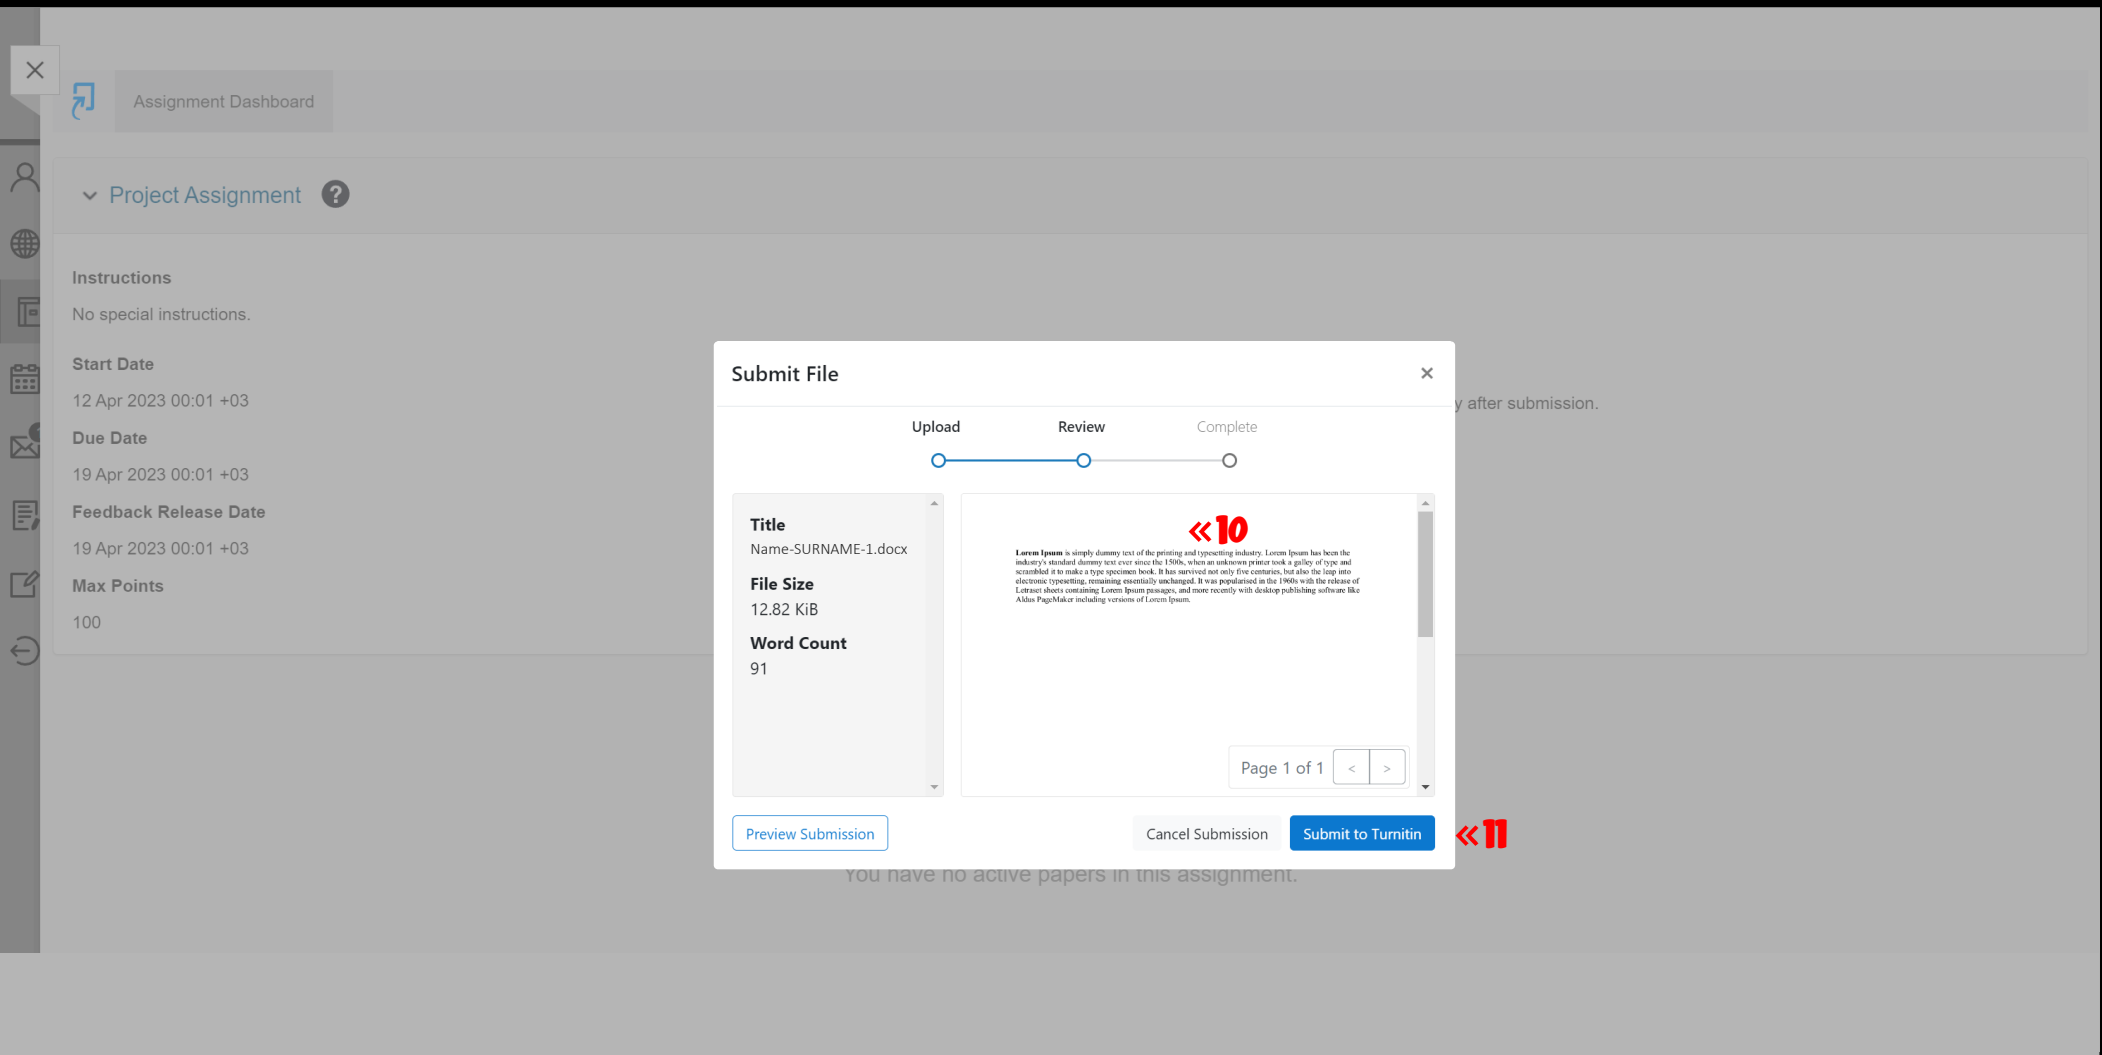 Assignment Dashboard
Project Assignment ?
Instructions
No special instructions.
Start Date
12 Apr 2023 00:01 +03
Due Date
19 Apr 2023 00:01 +03
Feedback Release Date
19 Apr 2023 00:01 +03
Max Points
100
y after submission.
Submit File
Upload Review Complete
Title
Name-SURNAME-1.docx
File Size
12.82 KiB
Word Count
91
«10
Lorem Ipsum is simply dummy text of the printing and typesetting industry. Lorem Ipsum has been the
industry's standard dummy text ever since the 1500s, when an unknown printer took a galley of type and
scrambled it to make a type specimen book. It has survived not only five centuries, but also the leap into
electronic typesetting, remaining essentially unchanged. It was popularised in the 1960s with the release of
Letraset sheets containing Lorem Ipsum passages, and more recently with desktop publishing software like
Aldus PageMaker including versions of Lorem Ipsum.
Page 1 of 1 < >
Preview Submission Cancel Submission Submit to Turnitin «11
You have no active papers in this assignment.